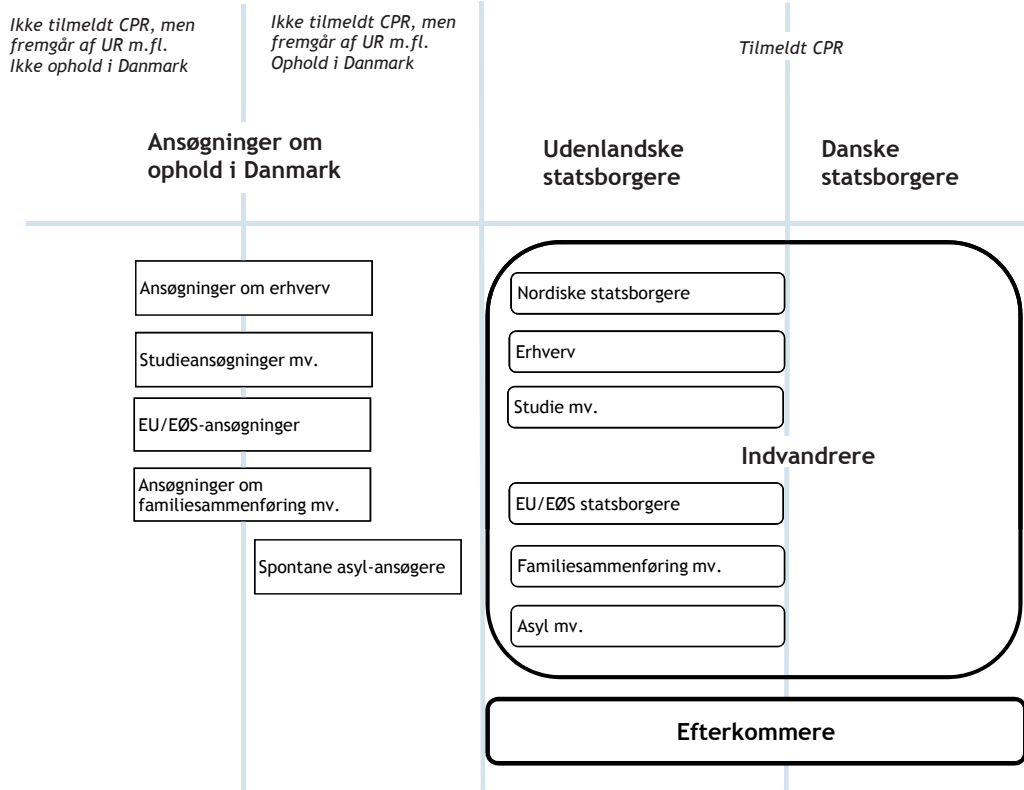 Ikke tilmeldt CPR, men
fremgår af UR m.fl.
Ikke ophold i Danmark
Ikke tilmeldt CPR, men
fremgår af UR m.fl.
Ophold i Danmark
Tilmeldt CPR
Ansøgninger om
ophold i Danmark
Udenlandske
statsborgere
Danske
statsborgere
Ansøgninger om erhverv
Studieansøgninger mv.
EU/EØS-ansøgninger
Ansøgninger om
familiesammenføring mv.
Spontane asyl-ansøgere
Nordiske statsborgere
Erhverv
Studie mv.
Indvandrere
EU/EØS statsborgere
Familiesammenføring mv.
Asyl mv.
Efterkommere